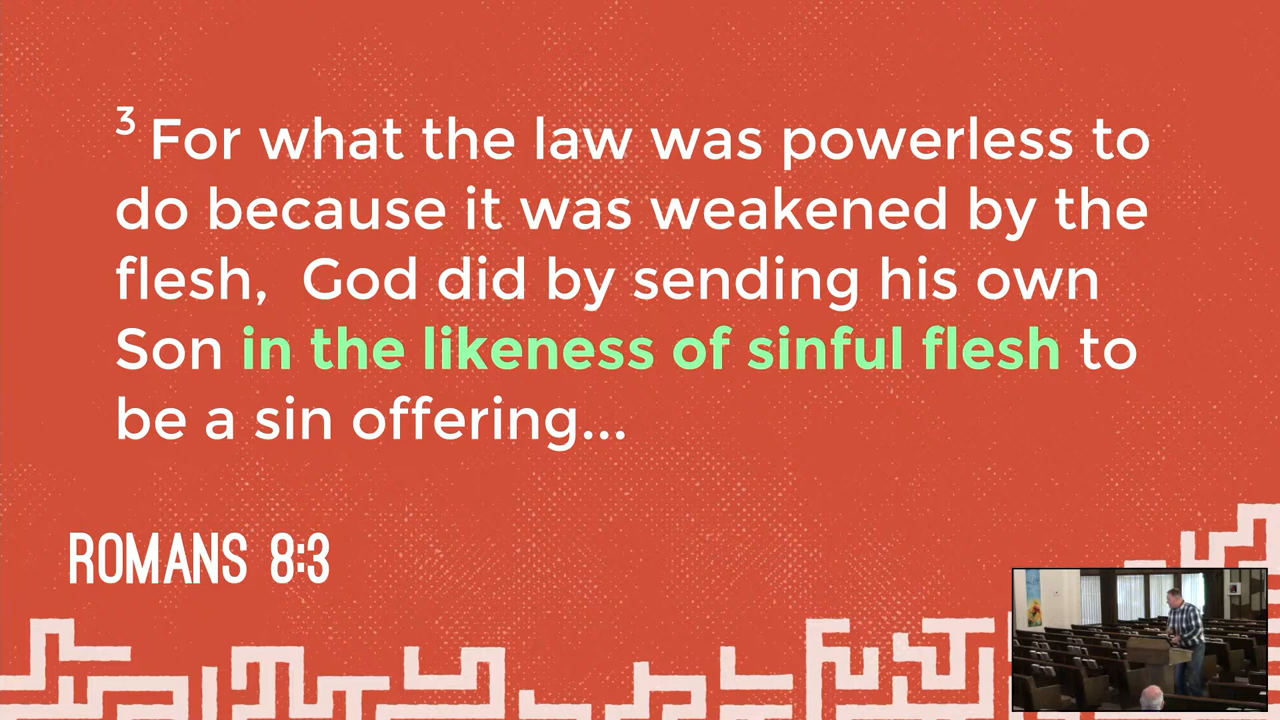 3 For what the law was powerless to
do because it was weakened by the
flesh, God did by sending his own
Son in the likeness of sinful flesh to
be a sin offering...
ROMANS 8:3